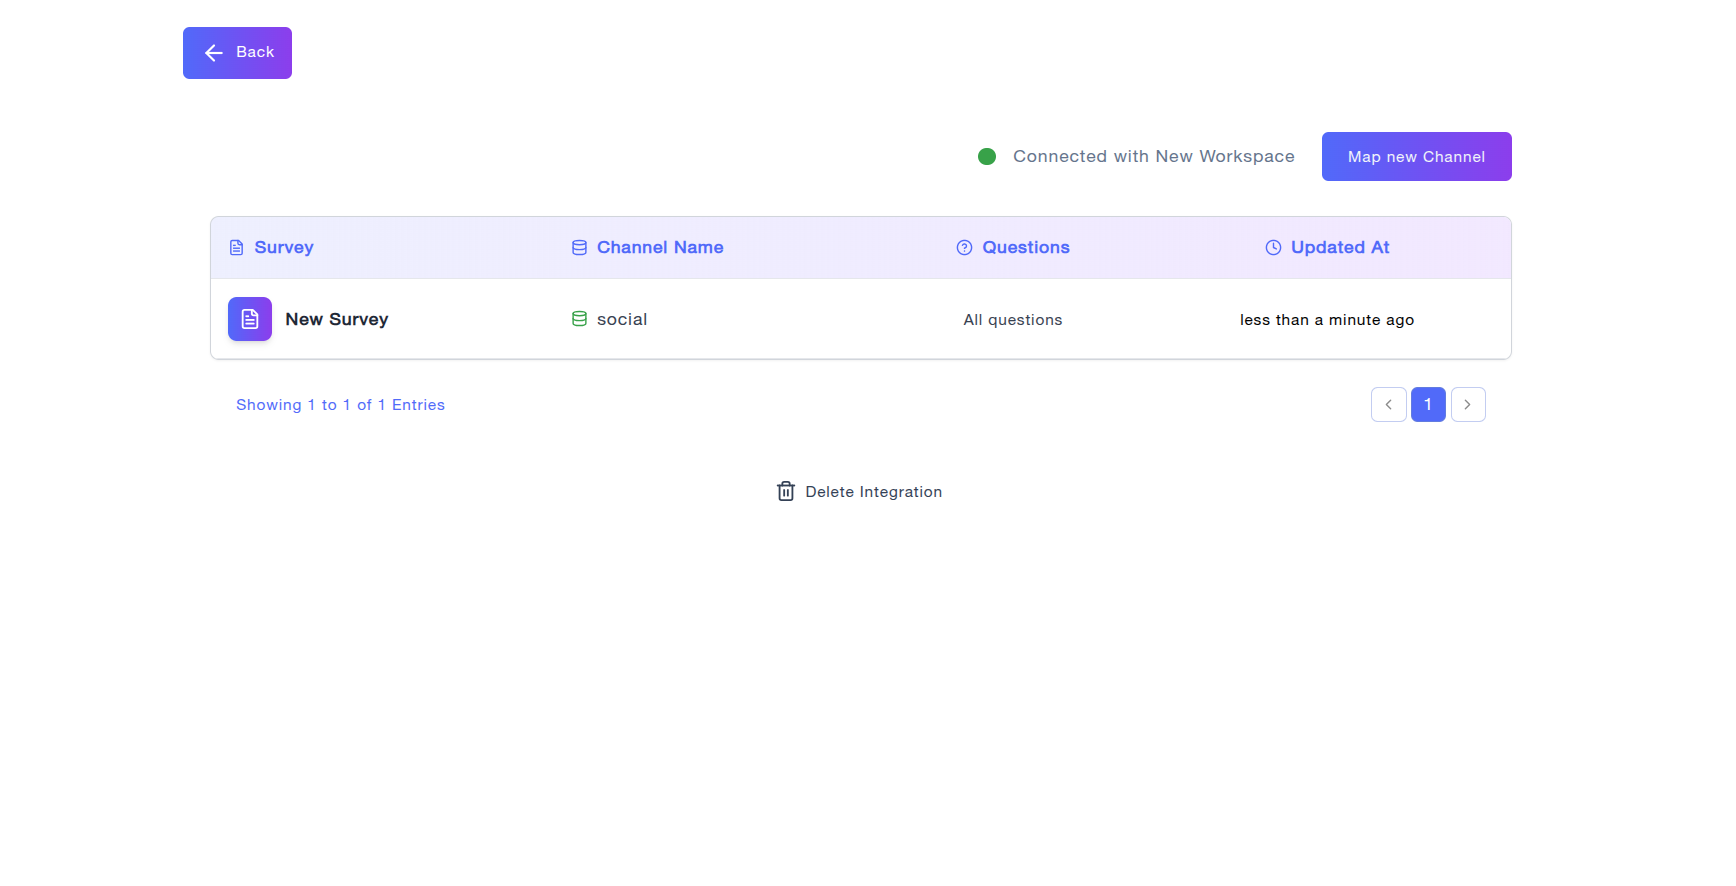 Back
Connected with New Workspace
Map new Channel
Survey Channel Name Questions Updated At
New Survey social All questions less than a minute ago
Showing 1 to 1 of 1 Entries
1
Delete Integration